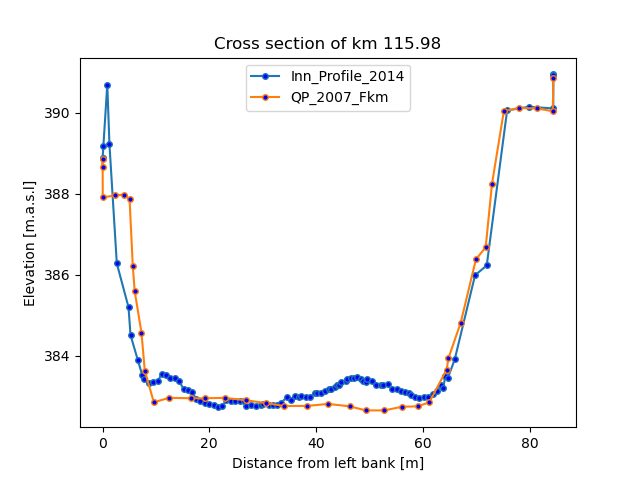 Cross section of km 115.98
Inn_Profile_2014
QP_2007_Fkm
Elevation [m.a.s.l]
390
388
386
384
0 20 40 60 80
Distance from left bank [m]